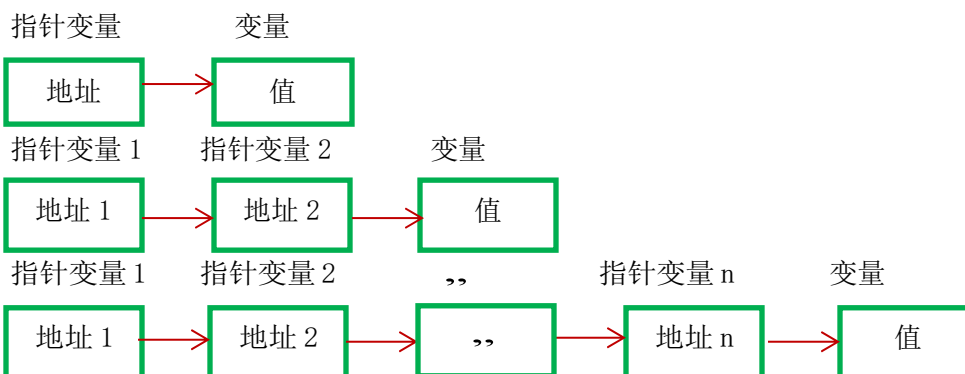 指针变量 变量
地址 值
指针变量 1 指针变量 2 变量
地址 1 地址 2 值
指针变量 1 指针变量 2 ,, 指针变量 n 变量
地址 1 地址 2 ,, 地址 n 值